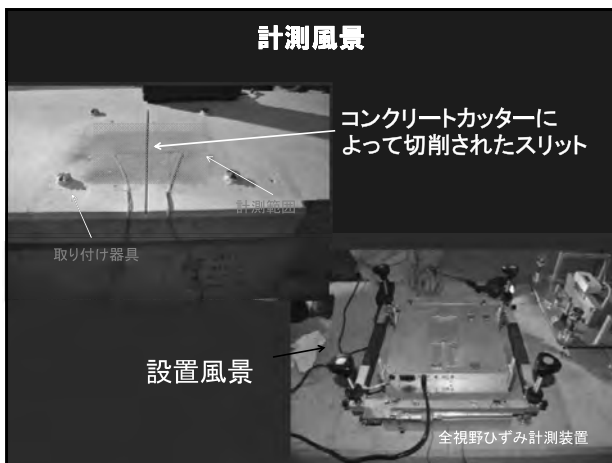 計測風景
コンクリートカッターに
よって切削されたスリット
計測範囲
取り付け器具
設置風景
全視野ひずみ計測装置